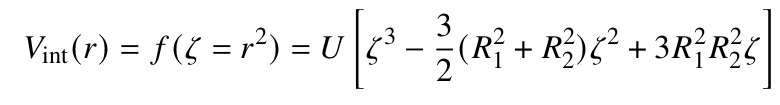 V_int(r) = f(ζ = r²) = U [ζ³ − 3/2 (R₁² + R₂²)ζ² + 3R₁²R₂²ζ]